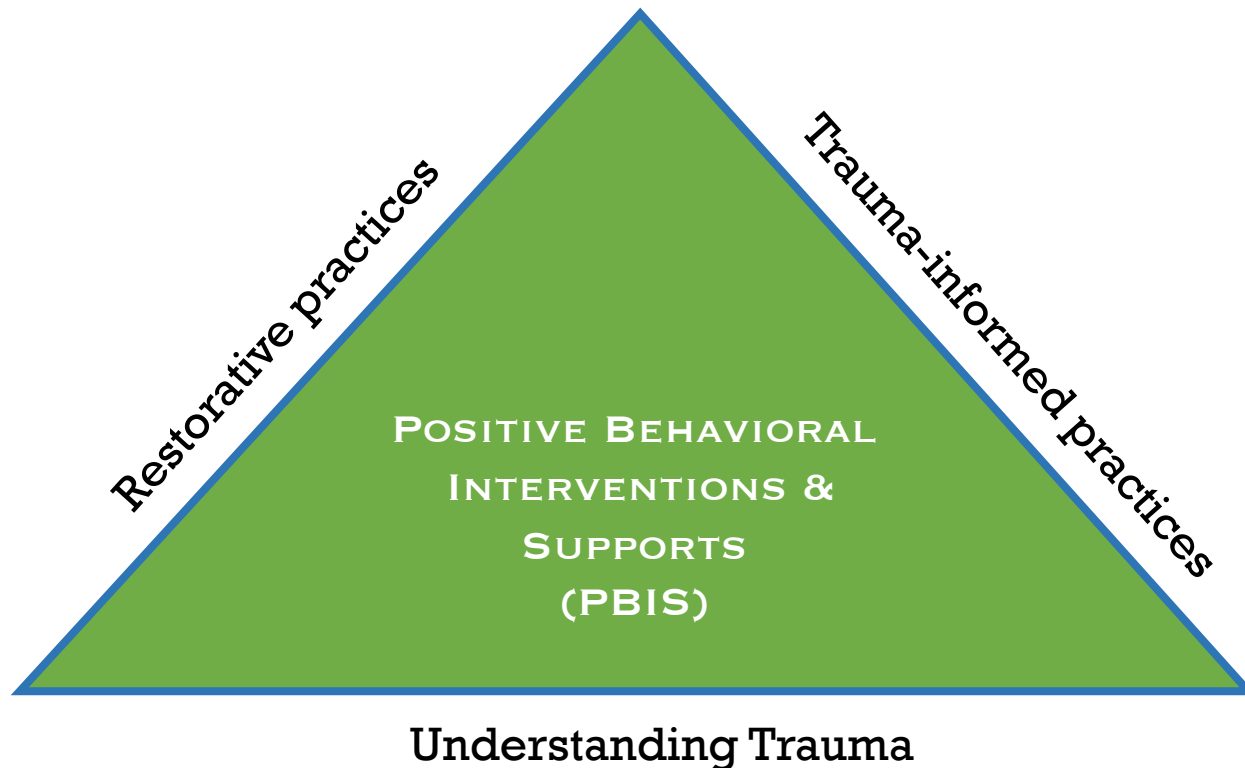 Restorative practices
Trauma-informed practices
Positive Behavioral
Interventions &
Supports
(PBIS)
Understanding Trauma